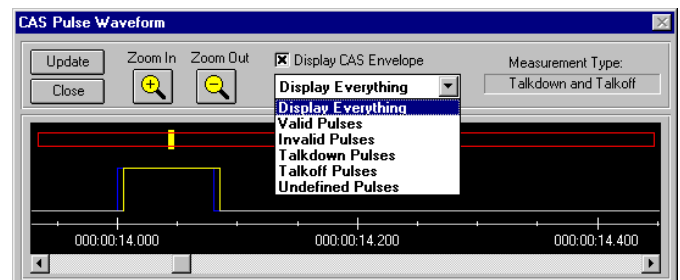 CAS Pulse Waveform
Update
Zoom In
Zoom Out
Display CAS Envelope
Measurement Type:
Close
Display Everything
Talkdown and Talkoff
Display Everything
Valid Pulses
Invalid Pulses
Talkdown Pulses
Talkoff Pulses
Undefined Pulses
000:00:14.000
000:00:14.200
000:00:14.400